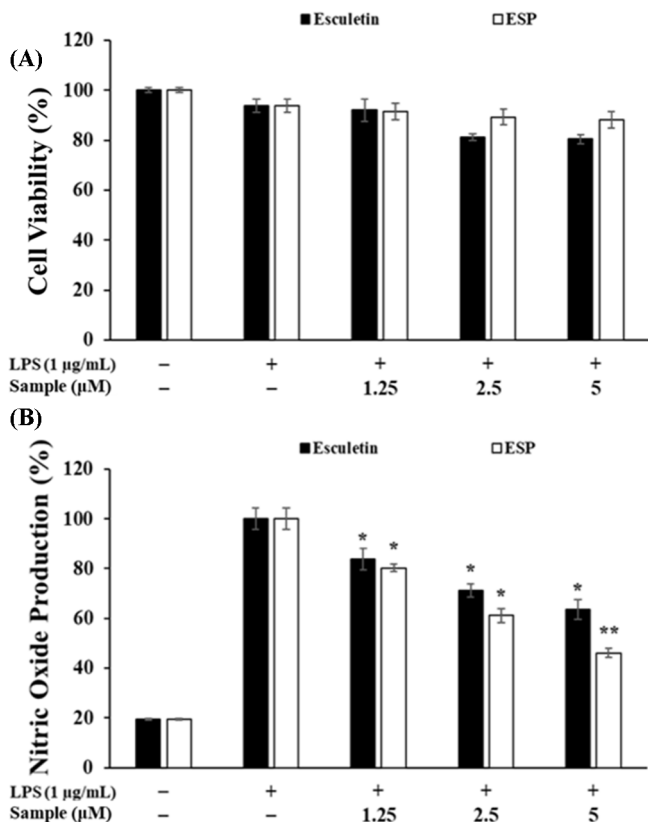 Esculetin ESP
(A)
Cell Viability (%)
120
100
80
60
40
20
0
LPS (1 µg/mL) – + + + +
Sample (µM) – – 1.25 2.5 5
(B)
Esculetin ESP
Nitric Oxide Production (%)
120
100
80
60
40
20
0
* * * * * **
LPS (1 µg/mL) – + + + +
Sample (µM) – – 1.25 2.5 5